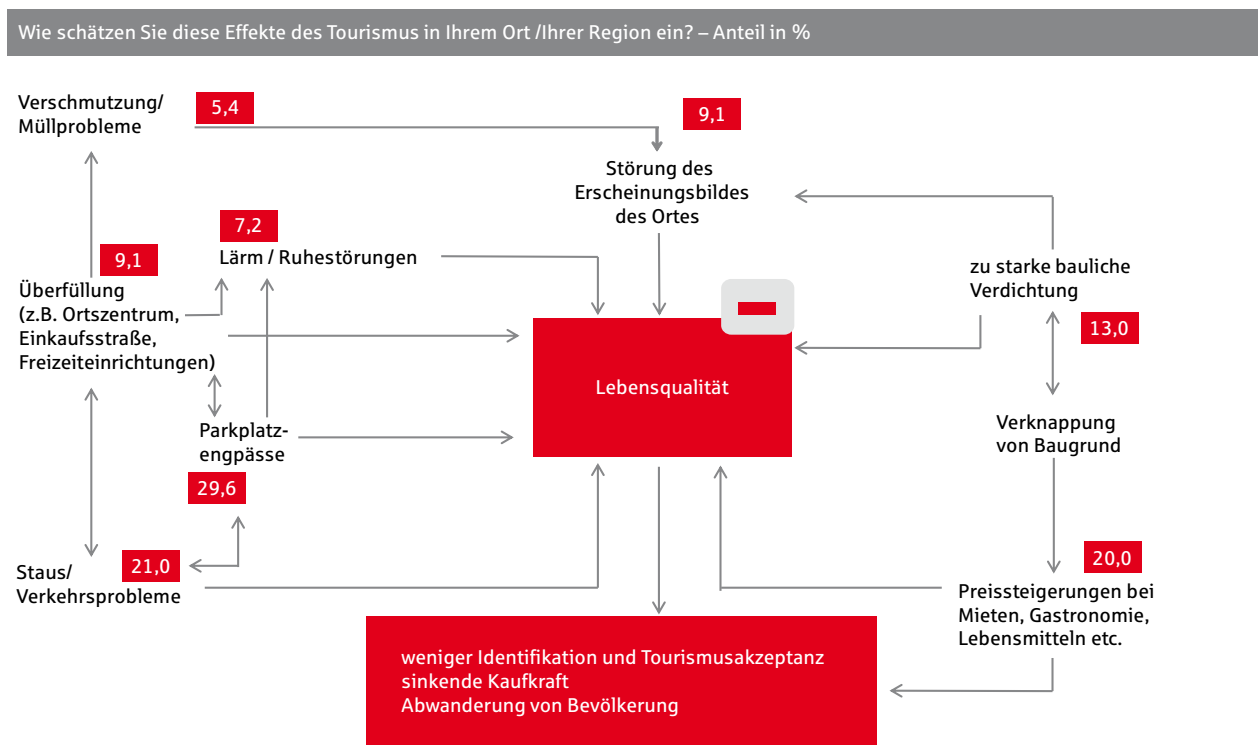 Wie schätzen Sie diese Effekte des Tourismus in Ihrem Ort /Ihrer Region ein? – Anteil in %
Verschmutzung/
Müllprobleme
5,4
9,1
Störung des
Erscheinungsbildes
des Ortes
7,2
Lärm / Ruhestörungen
9,1
Überfüllung
(z.B. Ortszentrum,
Einkaufsstraße,
Freizeiteinrichtungen)
zu starke bauliche
Verdichtung
13,0
Lebensqualität
Parkplatz-
engpässe
29,6
Verknappung
von Baugrund
21,0
Staus/
Verkehrsprobleme
20,0
Preissteigerungen bei
Mieten, Gastronomie,
Lebensmitteln etc.
weniger Identifikation und Tourismusakzeptanz
sinkende Kaufkraft
Abwanderung von Bevölkerung